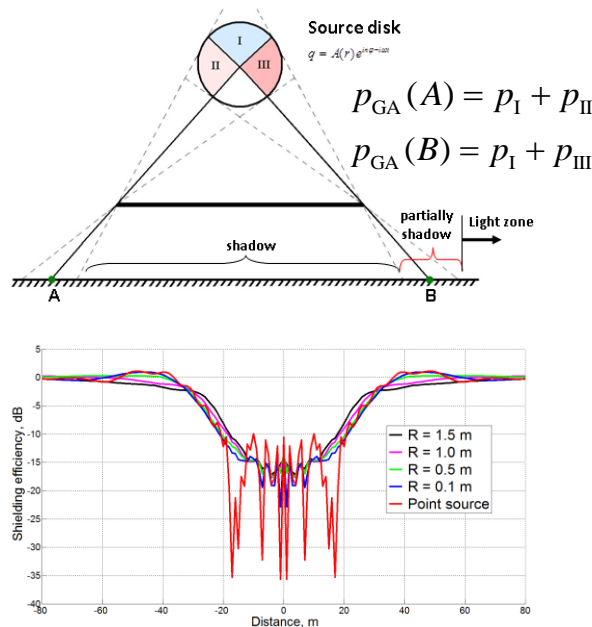 Source disk
q = A(r)e^{inφ-iωt}
I
II III
p_GA(A) = p_I + p_II
p_GA(B) = p_I + p_III
partially
shadow
Light zone
shadow
A B
5
0
-5
-10
-15
-20
-25
-30
-35
-40
Shielding efficiency, dB
R = 1.5 m
R = 1.0 m
R = 0.5 m
R = 0.1 m
Point source
-80 -60 -40 -20 0 20 40 60 80
Distance, m